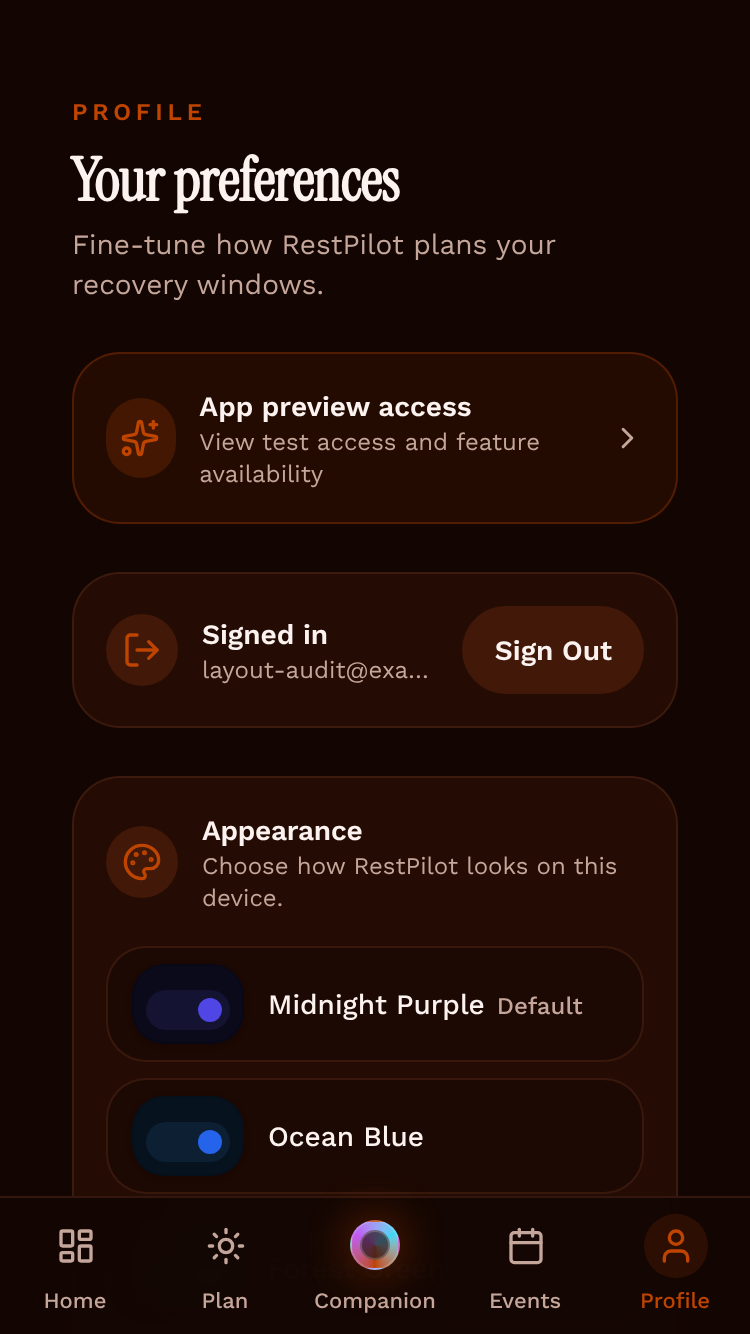 PROFILE
Your preferences
Fine-tune how RestPilot plans your
recovery windows.
App preview access
View test access and feature
availability
Signed in
layout-audit@exa...
Sign Out
Appearance
Choose how RestPilot looks on this
device.
Midnight Purple Default
Ocean Blue
Home
Plan
Companion
Events
Profile